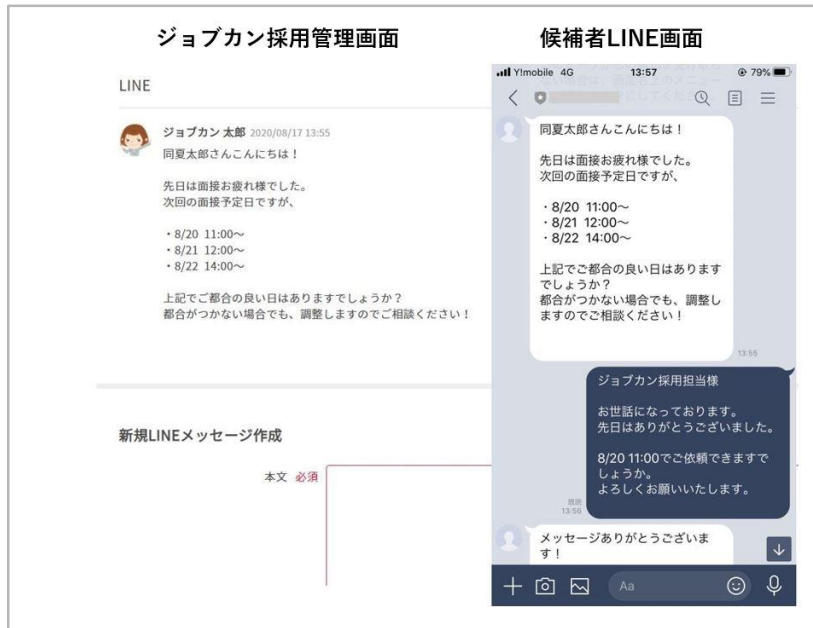 ジョブカン採用管理画面
LINE
ジョブカン 太郎 2020/08/17 13:55
同夏太郎さんこんにちは！
先日は面接お疲れ様でした。
次回の面接予定日ですが、
・8/20 11:00～
・8/21 12:00～
・8/22 14:00～
上記でご都合の良い日はありますでしょうか？
都合がつかない場合でも、調整しますのでご相談ください！
新規LINEメッセージ作成
本文 必須
候補者LINE画面
Y!mobile 4G 13:57 79%
同夏太郎さんこんにちは！
先日は面接お疲れ様でした。
次回の面接予定日ですが、
・8/20 11:00～
・8/21 12:00～
・8/22 14:00～
上記でご都合の良い日はあります
でしょうか？
都合がつかない場合でも、調整し
ますのでご相談ください！
13:55
ジョブカン採用担当様
お世話になっております。
先日はありがとうございました。
8/20 11:00でご依頼できますで
しょうか。
よろしくお願いいたします。
既読
13:56
メッセージありがとうございま
す！
Aa